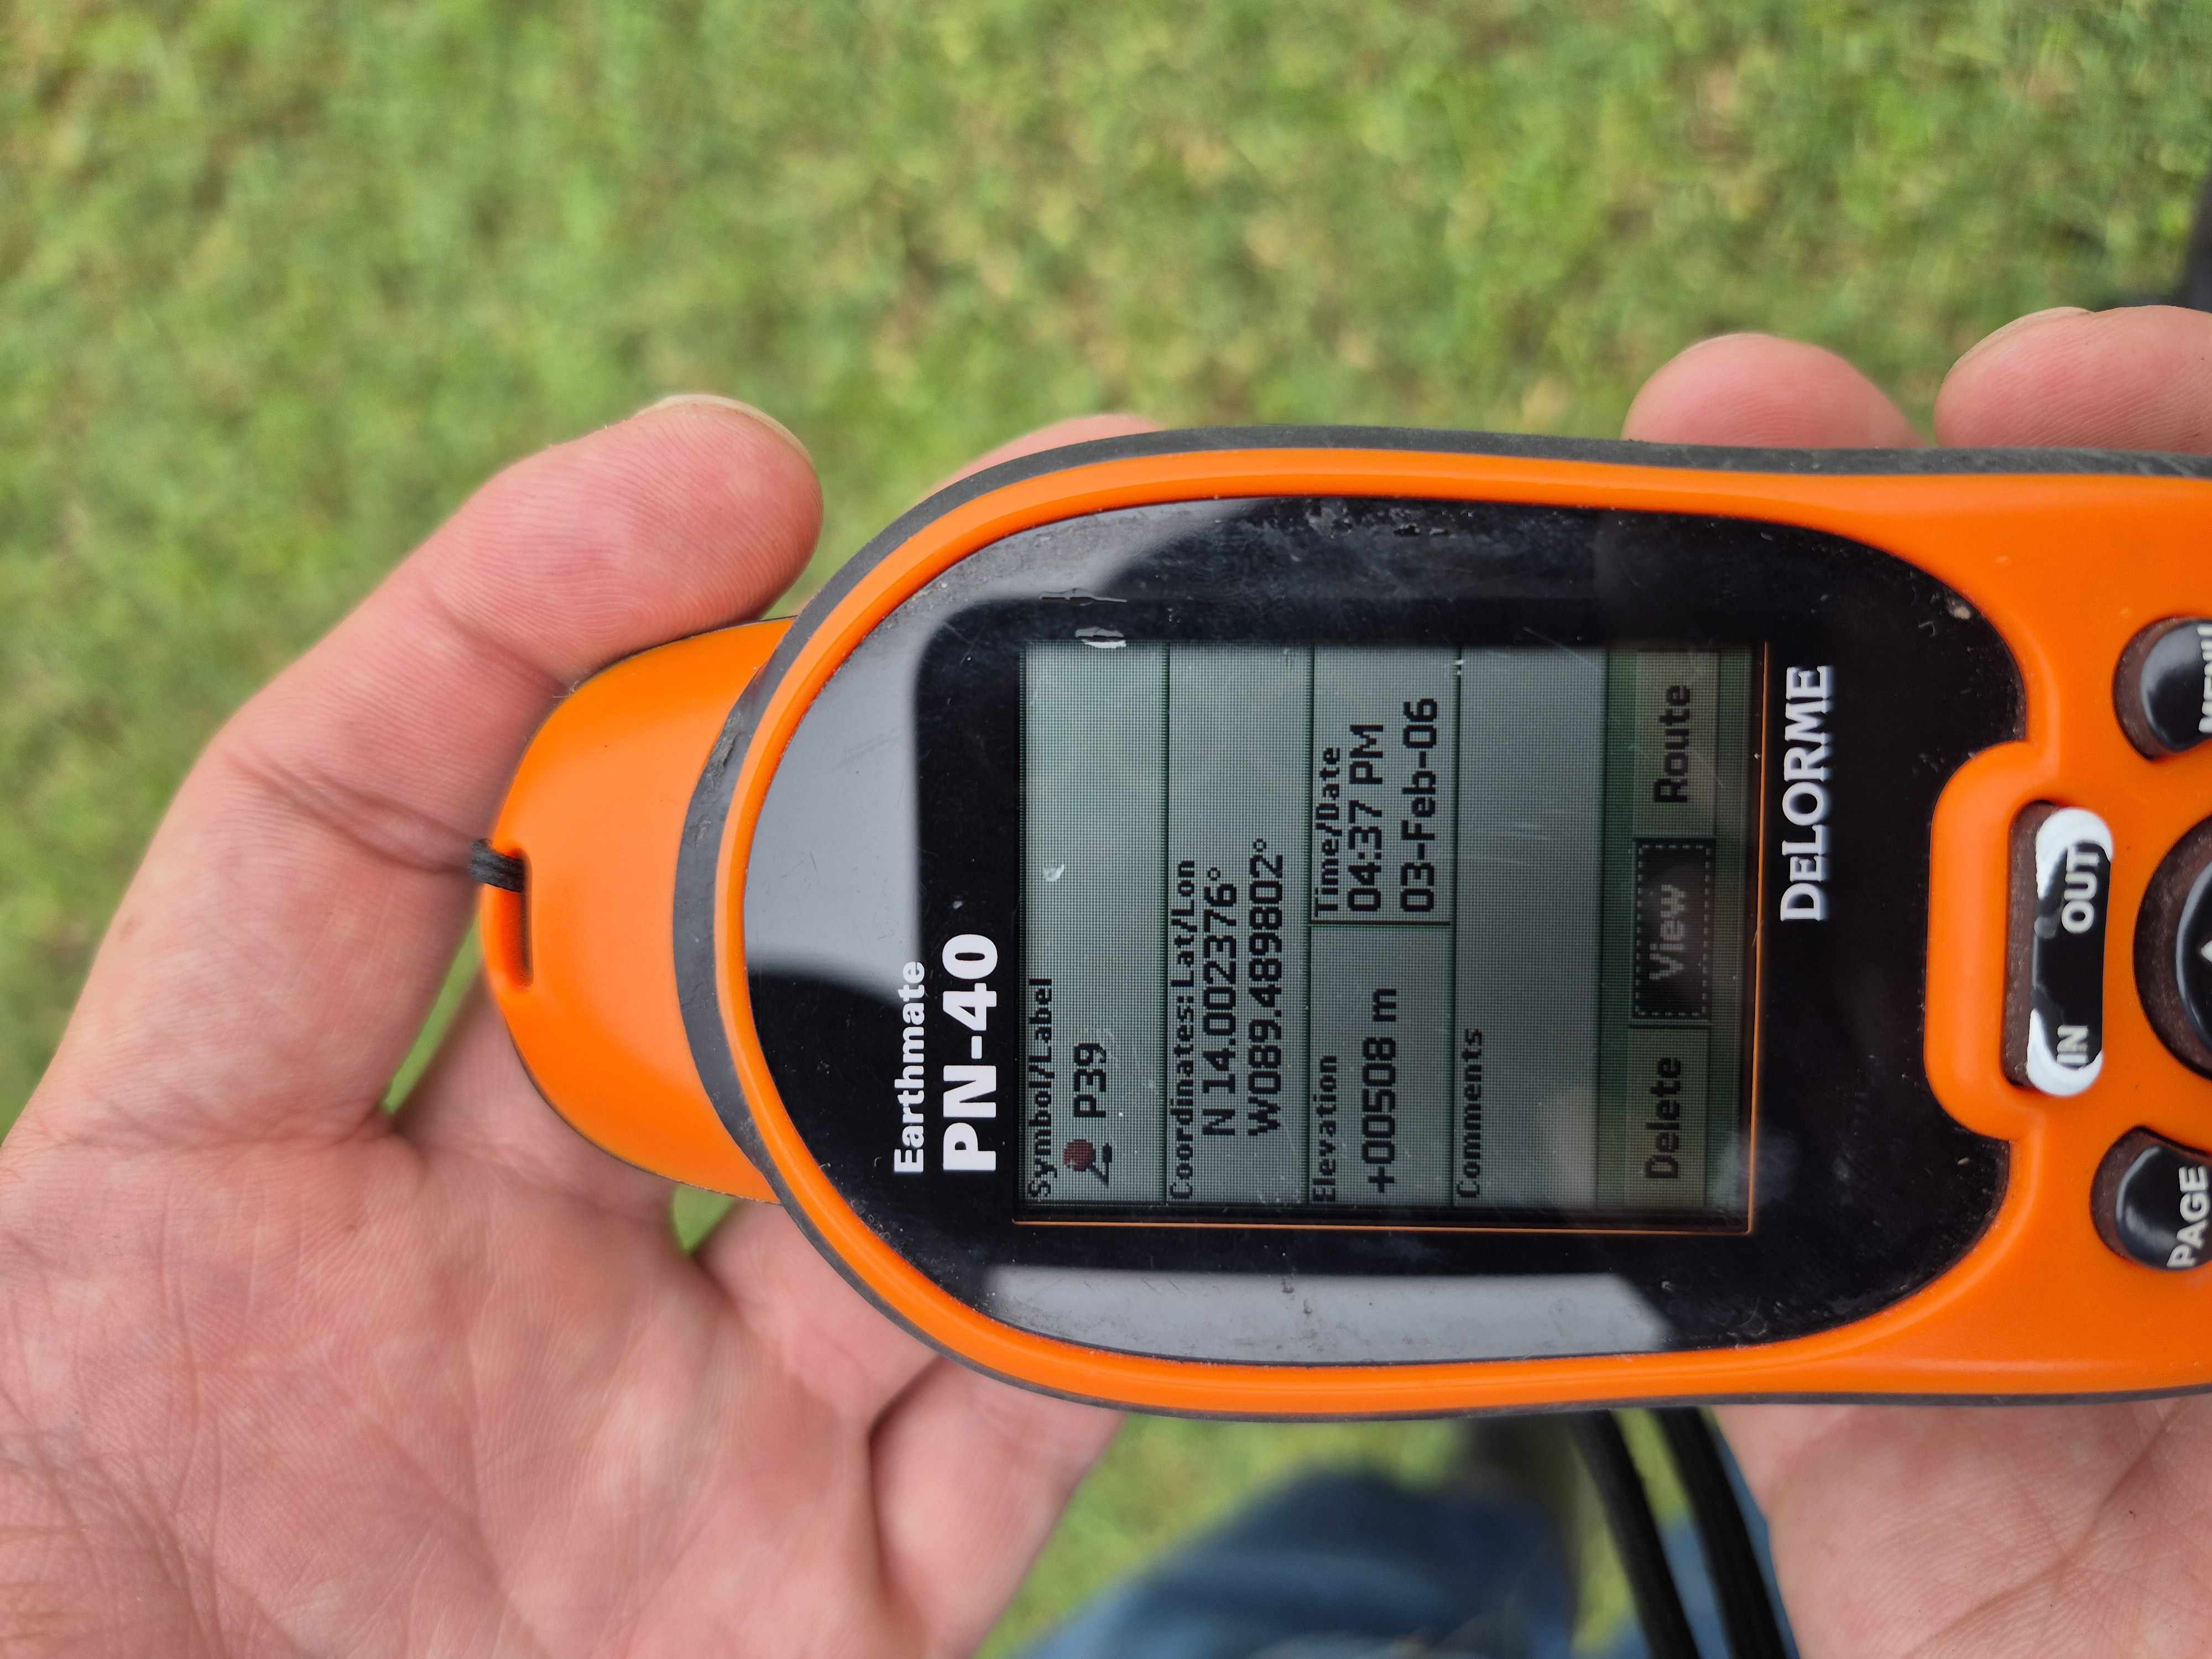 Earthmate
PN-40
Symbol/Label
P39
Coordinates: Lat/Lon
N 14.002376°
W089.489802°
Elevation
+00508 m
Time/Date
04:37 PM
03-Feb-06
Comments
Delete View Route
DELORME
PAGE
IN OUT
MENU